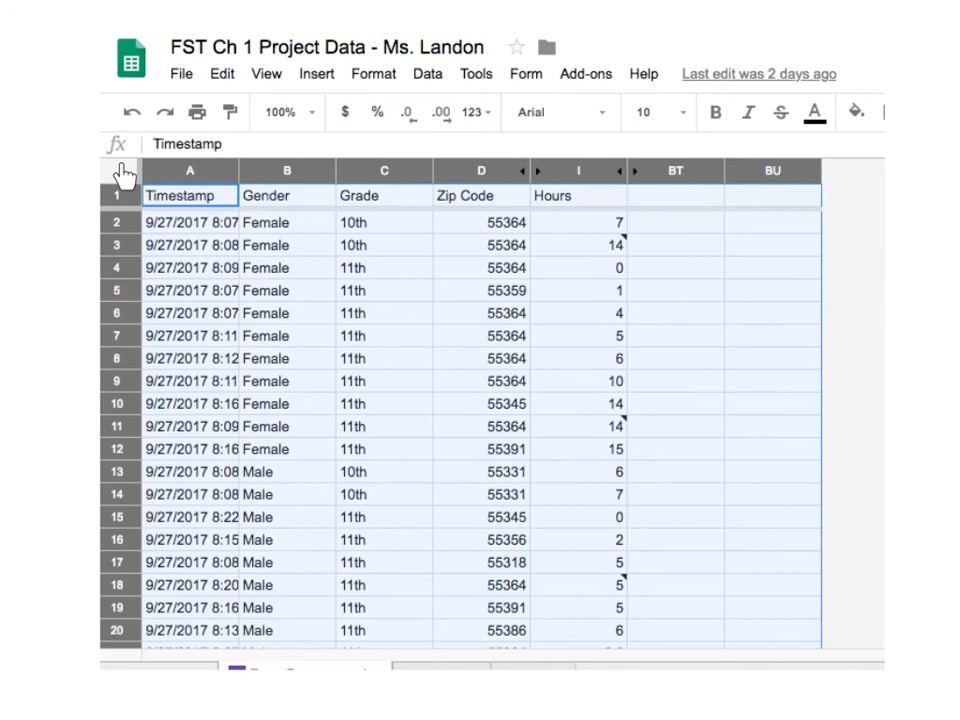 FST Ch 1 Project Data - Ms. Landon
File Edit View Insert Format Data Tools Form Add-ons Help Last edit was 2 days ago
100% $ % .0 .00 123 Arial 10 B I S A
fx Timestamp
A B C D I BT BU
1 Timestamp Gender Grade Zip Code Hours
2 9/27/2017 8:07 Female 10th 55364 7
3 9/27/2017 8:08 Female 10th 55364 14
4 9/27/2017 8:09 Female 11th 55364 0
5 9/27/2017 8:07 Female 11th 55359 1
6 9/27/2017 8:07 Female 11th 55364 4
7 9/27/2017 8:11 Female 11th 55364 5
8 9/27/2017 8:12 Female 11th 55364 6
9 9/27/2017 8:11 Female 11th 55364 10
10 9/27/2017 8:16 Female 11th 55345 14
11 9/27/2017 8:09 Female 11th 55364 14
12 9/27/2017 8:16 Female 11th 55391 15
13 9/27/2017 8:08 Male 10th 55331 6
14 9/27/2017 8:08 Male 10th 55331 7
15 9/27/2017 8:22 Male 11th 55345 0
16 9/27/2017 8:15 Male 11th 55356 2
17 9/27/2017 8:08 Male 11th 55318 5
18 9/27/2017 8:20 Male 11th 55364 5
19 9/27/2017 8:16 Male 11th 55391 5
20 9/27/2017 8:13 Male 11th 55386 6